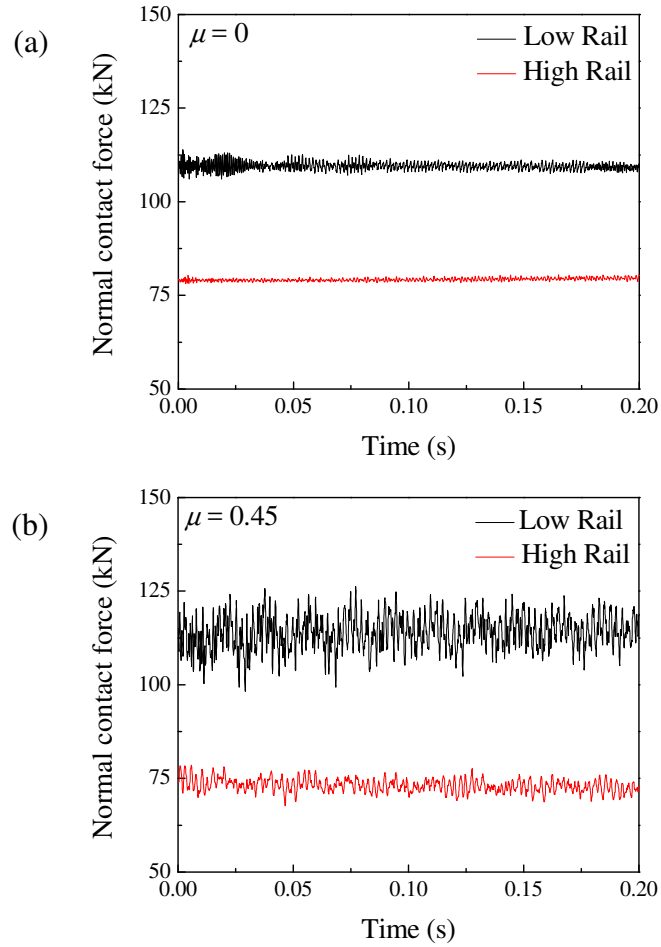 (a)
μ = 0
Low Rail
High Rail
Normal contact force (kN)
150
125
100
75
50
0.00 0.05 0.10 0.15 0.20
Time (s)
(b)
μ = 0.45
Low Rail
High Rail
Normal contact force (kN)
150
125
100
75
50
0.00 0.05 0.10 0.15 0.20
Time (s)